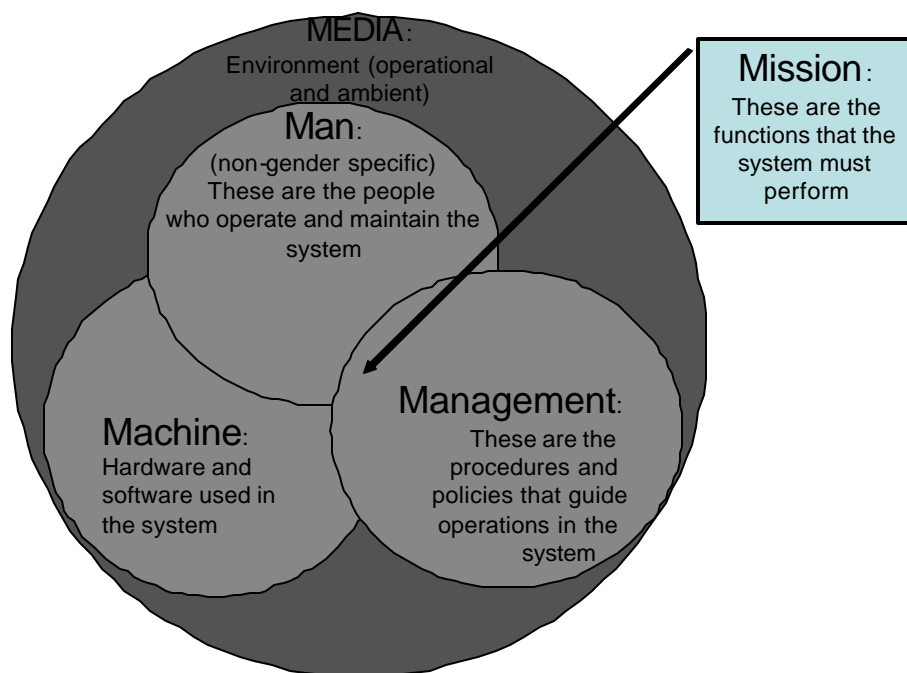 MEDIA:
Environment (operational
and ambient)
Man:
(non-gender specific)
These are the people
who operate and maintain the
system
Mission:
These are the
functions that the
system must
perform
Machine:
Hardware and
software used in
the system
Management:
These are the
procedures and
policies that guide
operations in the
system